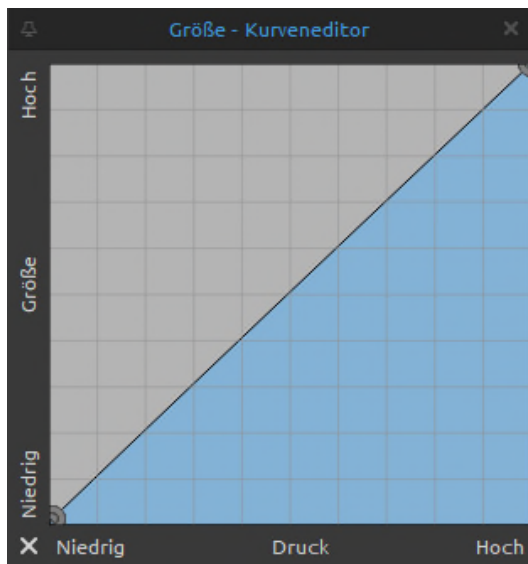 Größe - Kurveneditor
Hoch
Größe
Niedrig
Niedrig Druck Hoch